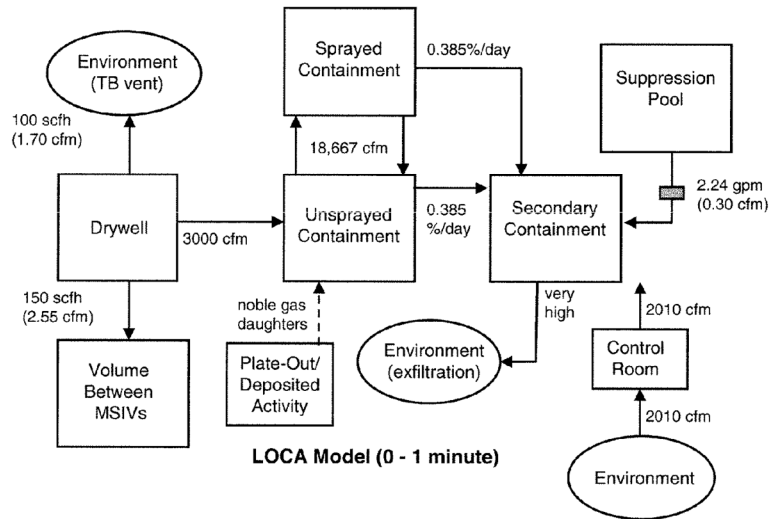 Environment
(TB vent)
100 scfh
(1.70 cfm)
Sprayed
Containment
0.385%/day
Suppression
Pool
18,667 cfm
2.24 gpm
(0.30 cfm)
Drywell
3000 cfm
Unsprayed
Containment
0.385
%/day
Secondary
Containment
150 scfh
(2.55 cfm)
noble gas
daughters
very
high
2010 cfm
Volume
Between
MSIVs
Plate-Out/
Deposited
Activity
Environment
(exfiltration)
Control
Room
2010 cfm
LOCA Model (0 - 1 minute)
Environment